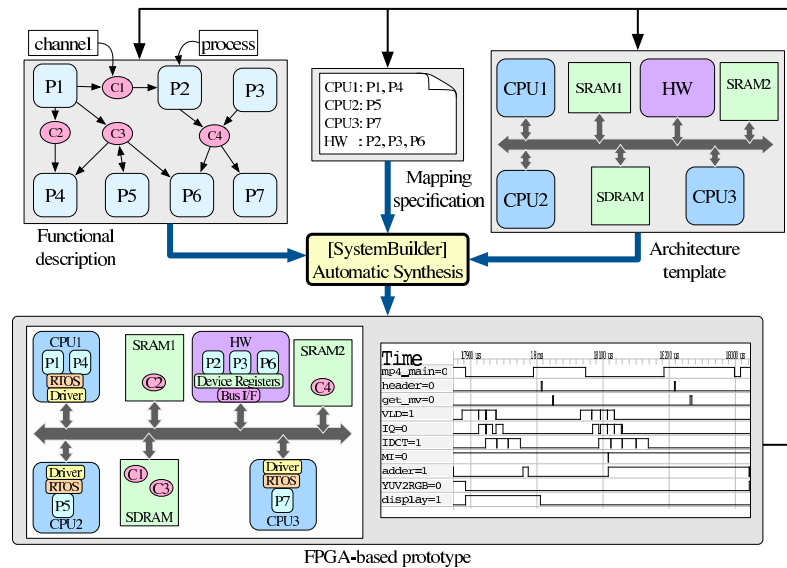 channel
process
P1
C1
P2
P3
C2
C3
C4
P4
P5
P6
P7
Functional
description
CPU1: P1, P4
CPU2: P5
CPU3: P7
HW : P2, P3, P6
Mapping
specification
CPU1
SRAM1
HW
SRAM2
CPU2
SDRAM
CPU3
Architecture
template
[SystemBuilder]
Automatic Synthesis
CPU1
P1 P4
RTOS
Driver
SRAM1
C2
HW
P2 P3 P6
Device Registers
Bus I/F
SRAM2
C4
Driver
RTOS
P5
CPU2
C1
C3
SDRAM
Driver
RTOS
P7
CPU3
Time
mp4_main=0
header=0
get_mv=0
VLD=1
IQ=0
IDCT=1
MI=0
adder=1
YUV2RGB=0
display=1
FPGA-based prototype